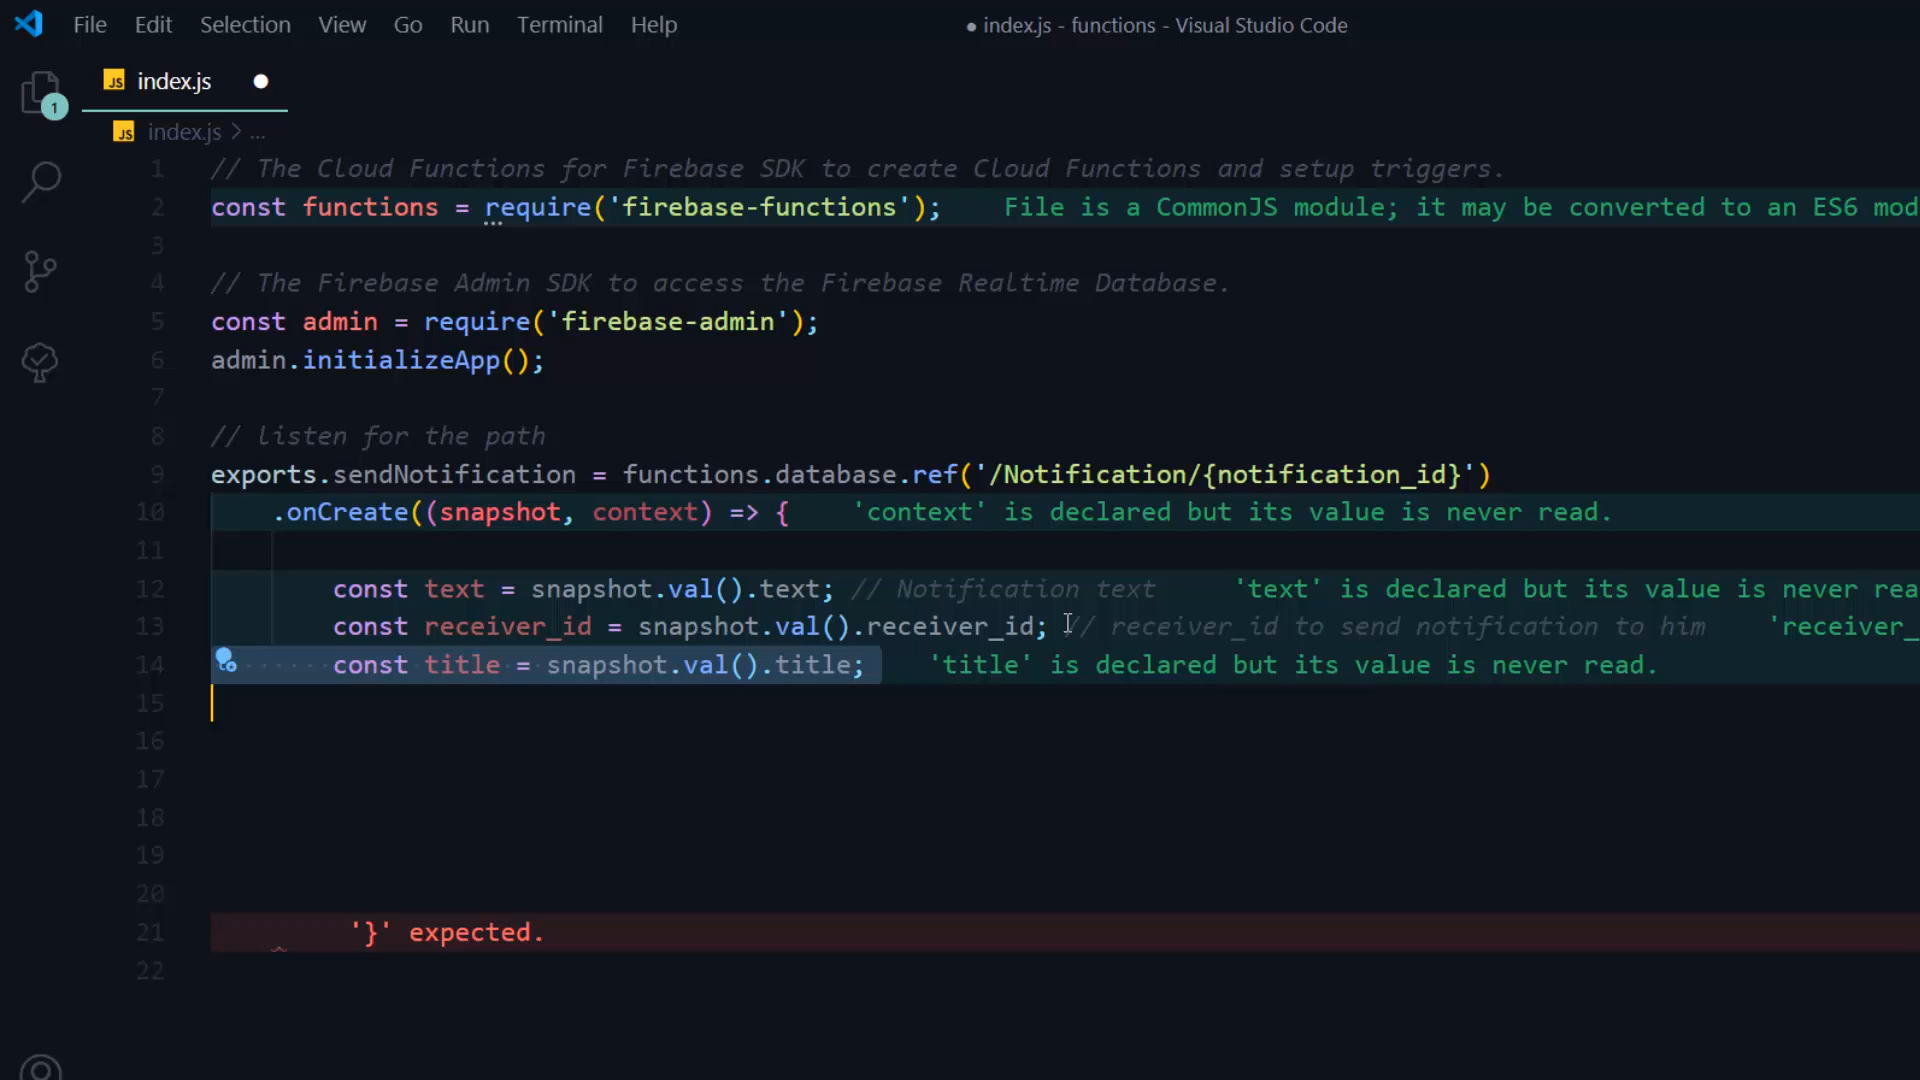 File Edit Selection View Go Run Terminal Help ● index.js - functions - Visual Studio Code
JS index.js ●
1
JS index.js > ...
1 // The Cloud Functions for Firebase SDK to create Cloud Functions and setup triggers.
2 const functions = require('firebase-functions'); File is a CommonJS module; it may be converted to an ES6 mod
3
4 // The Firebase Admin SDK to access the Firebase Realtime Database.
5 const admin = require('firebase-admin');
6 admin.initializeApp();
7
8 // listen for the path
9 exports.sendNotification = functions.database.ref('/Notification/{notification_id}')
10 .onCreate((snapshot, context) => { 'context' is declared but its value is never read.
11
12 const text = snapshot.val().text; // Notification text 'text' is declared but its value is never rea
13 const receiver_id = snapshot.val().receiver_id; // receiver_id to send notification to him 'receiver_
14 const title = snapshot.val().title; 'title' is declared but its value is never read.
15
16
17
18
19
20
21 '}' expected.
22